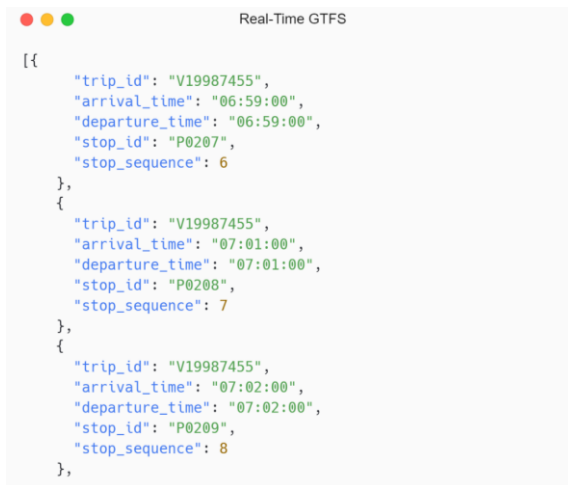 Real-Time GTFS
[{
"trip_id": "V19987455",
"arrival_time": "06:59:00",
"departure_time": "06:59:00",
"stop_id": "P0207",
"stop_sequence": 6
},
{
"trip_id": "V19987455",
"arrival_time": "07:01:00",
"departure_time": "07:01:00",
"stop_id": "P0208",
"stop_sequence": 7
},
{
"trip_id": "V19987455",
"arrival_time": "07:02:00",
"departure_time": "07:02:00",
"stop_id": "P0209",
"stop_sequence": 8
},